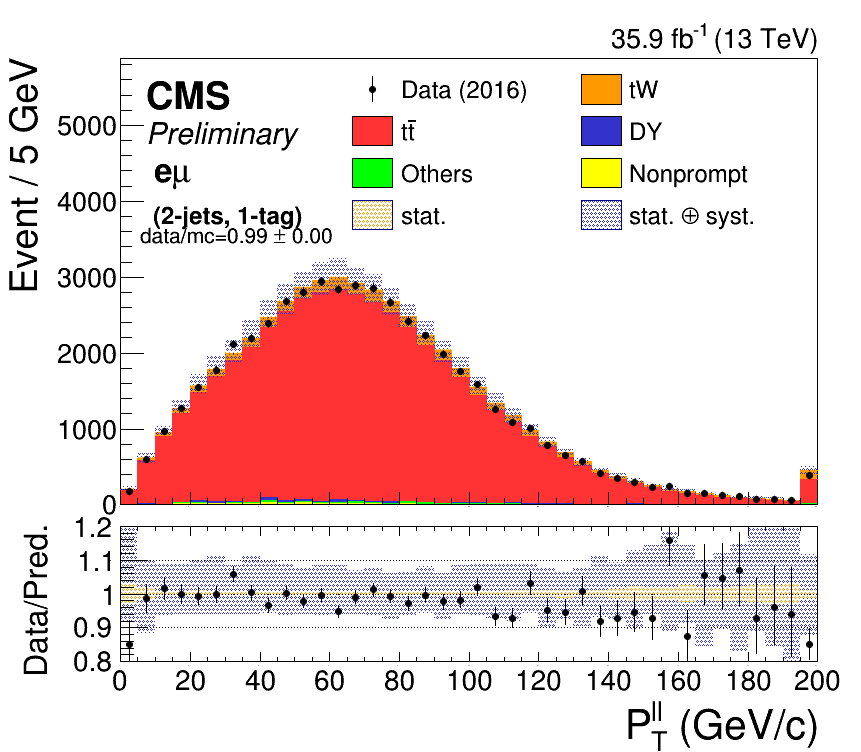 35.9 fb⁻¹ (13 TeV)
Event / 5 GeV
CMS
Preliminary
eμ
(2-jets, 1-tag)
data/mc=0.99 ± 0.00
Data (2016)
tW
tt̄
DY
Others
Nonprompt
stat.
stat. ⊕ syst.
5000
4000
3000
2000
1000
0
Data/Pred.
1.2
1.1
1
0.9
0.8
0 20 40 60 80 100 120 140 160 180 200
P_T^ll (GeV/c)